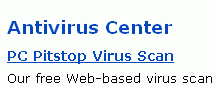 Antivirus Center
PC Pitstop Virus Scan
Our free Web-based virus scan